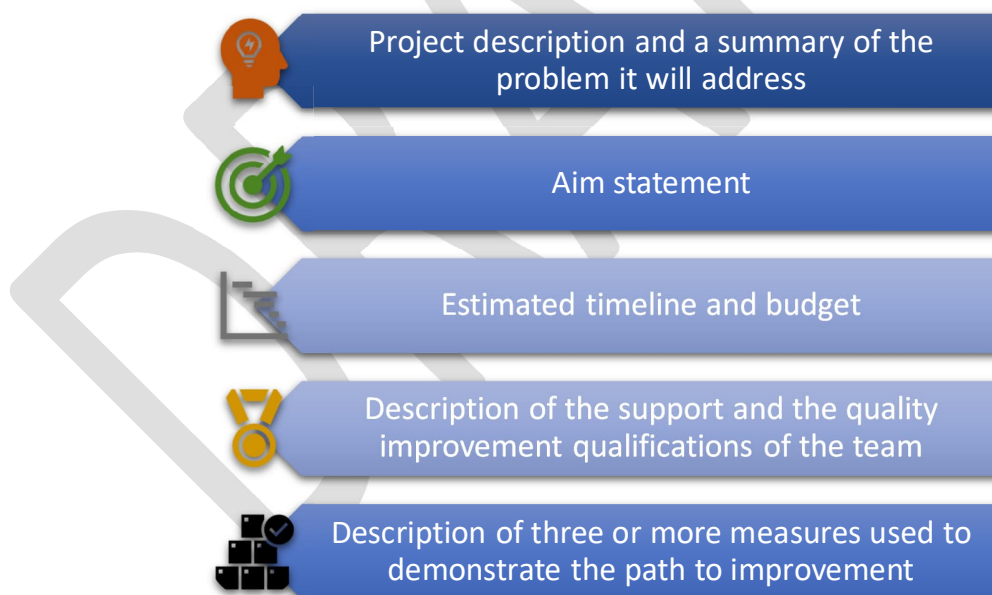 Project description and a summary of the
problem it will address
Aim statement
Estimated timeline and budget
Description of the support and the quality
improvement qualifications of the team
Description of three or more measures used to
demonstrate the path to improvement